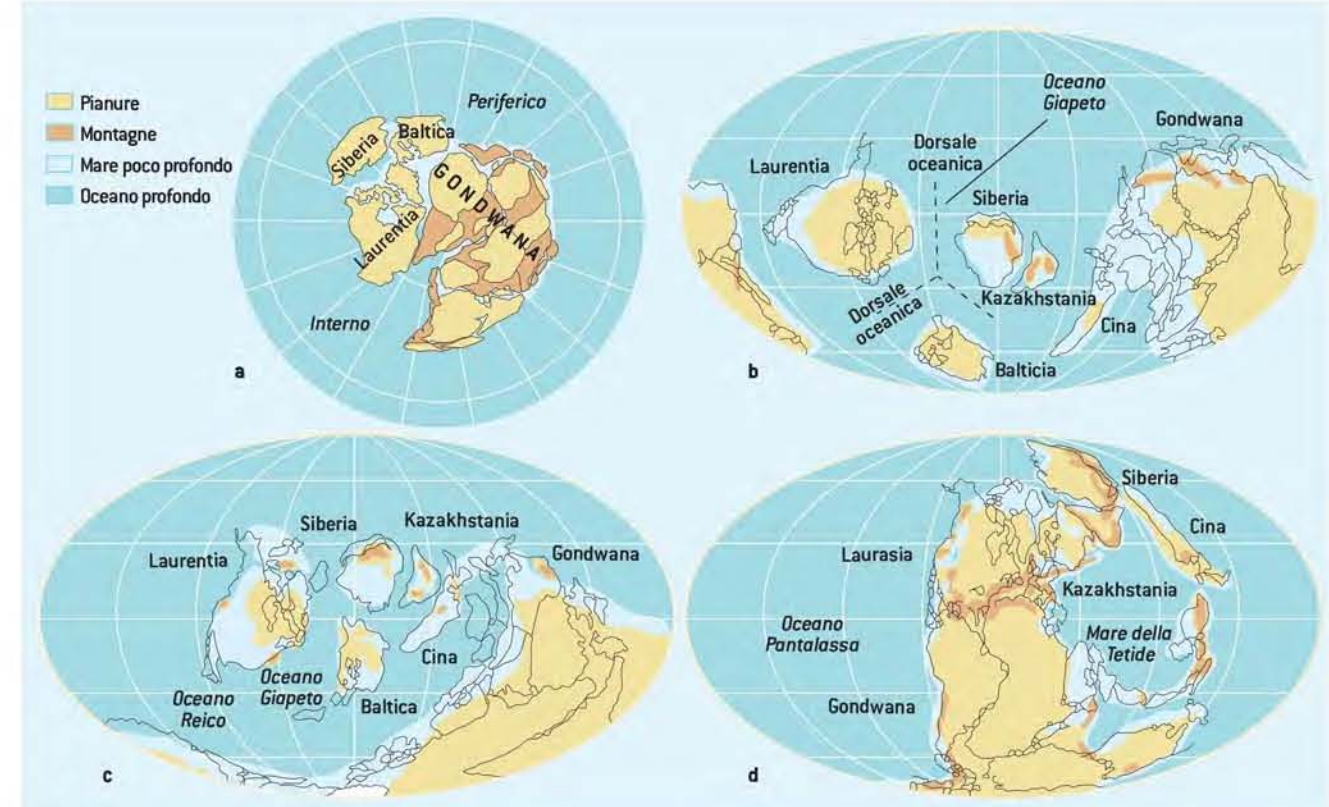 Pianure
Montagne
Mare poco profondo
Oceano profondo
Periferico
Siberia
Baltica
GONDWANA
Laurentia
Interno
a
Oceano
Giapeto
Gondwana
Dorsale
oceanica
Laurentia
Siberia
Kazakhstania
Dorsale
oceanica
Cina
Balticia
b
Siberia
Kazakhstania
Laurentia
Gondwana
Cina
Oceano
Giapeto
Oceano
Reico
Baltica
c
Siberia
Cina
Laurasia
Kazakhstania
Oceano
Pantalassa
Mare della
Tetide
Gondwana
d